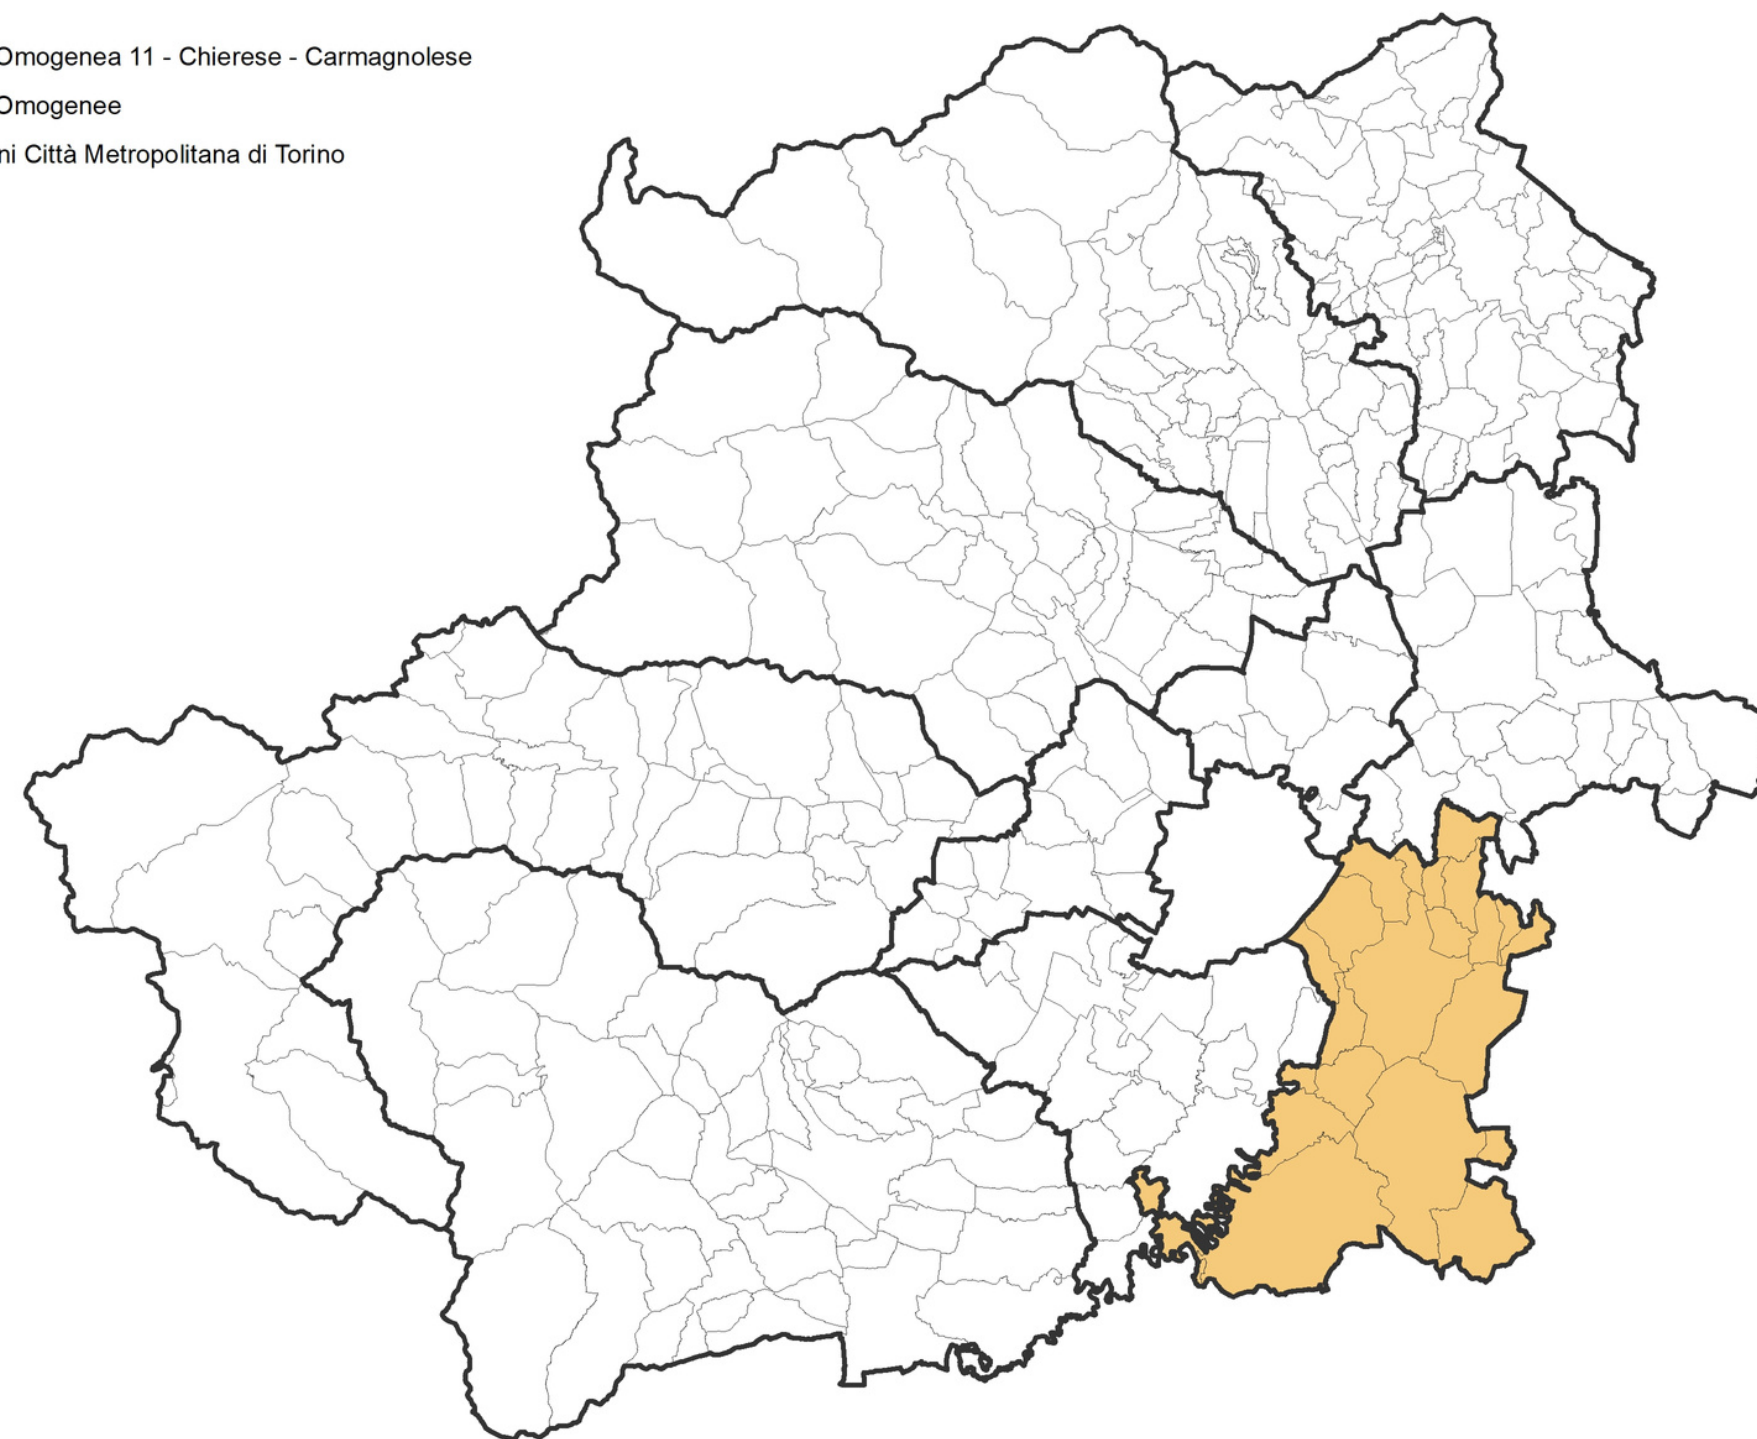 Omogenea 11 - Chierese - Carmagnolese
Omogenee
ni Città Metropolitana di Torino